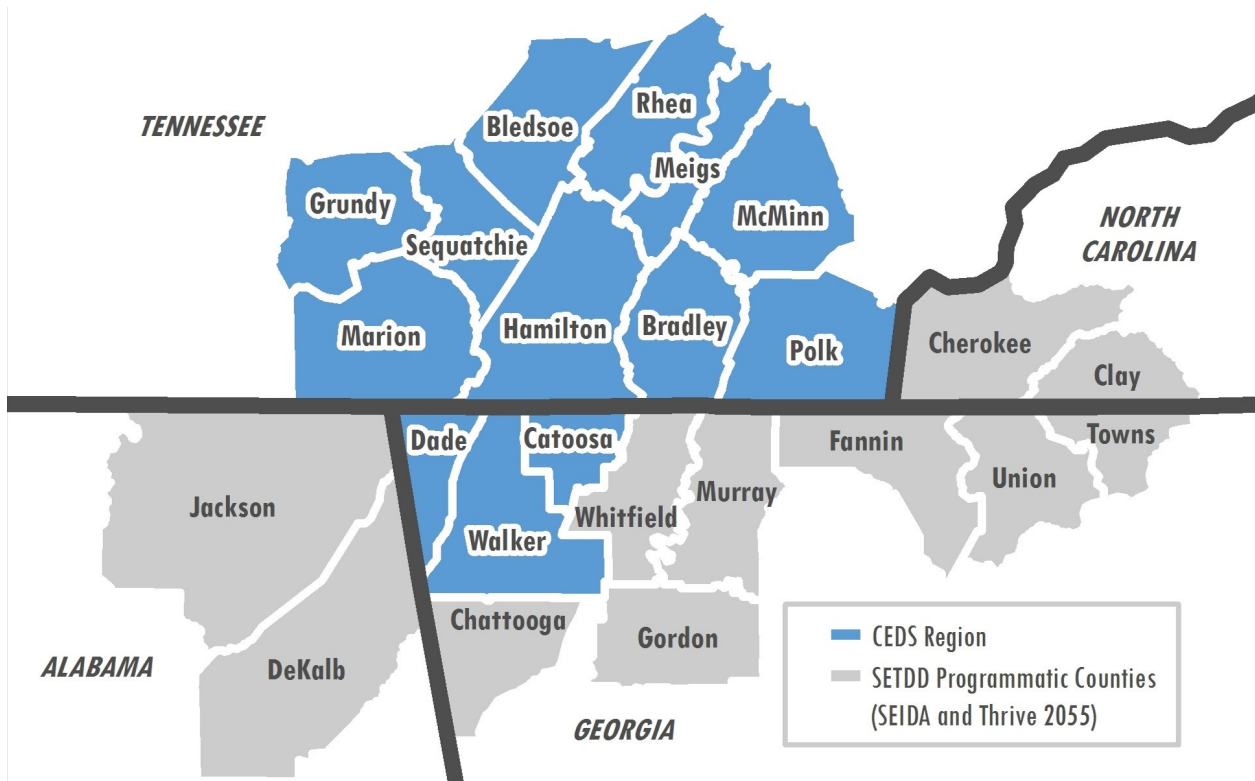 TENNESSEE
Rhea
Bledsoe
Meigs
Grundy
McMinn
Sequatchie
NORTH
CAROLINA
Marion
Hamilton
Bradley
Polk
Cherokee
Clay
Dade
Catoosa
Fannin
Towns
Jackson
Murray
Union
Whitfield
Walker
Chattooga
Gordon
DeKalb
ALABAMA
GEORGIA
CEDS Region
SETDD Programmatic Counties
(SEIDA and Thrive 2055)